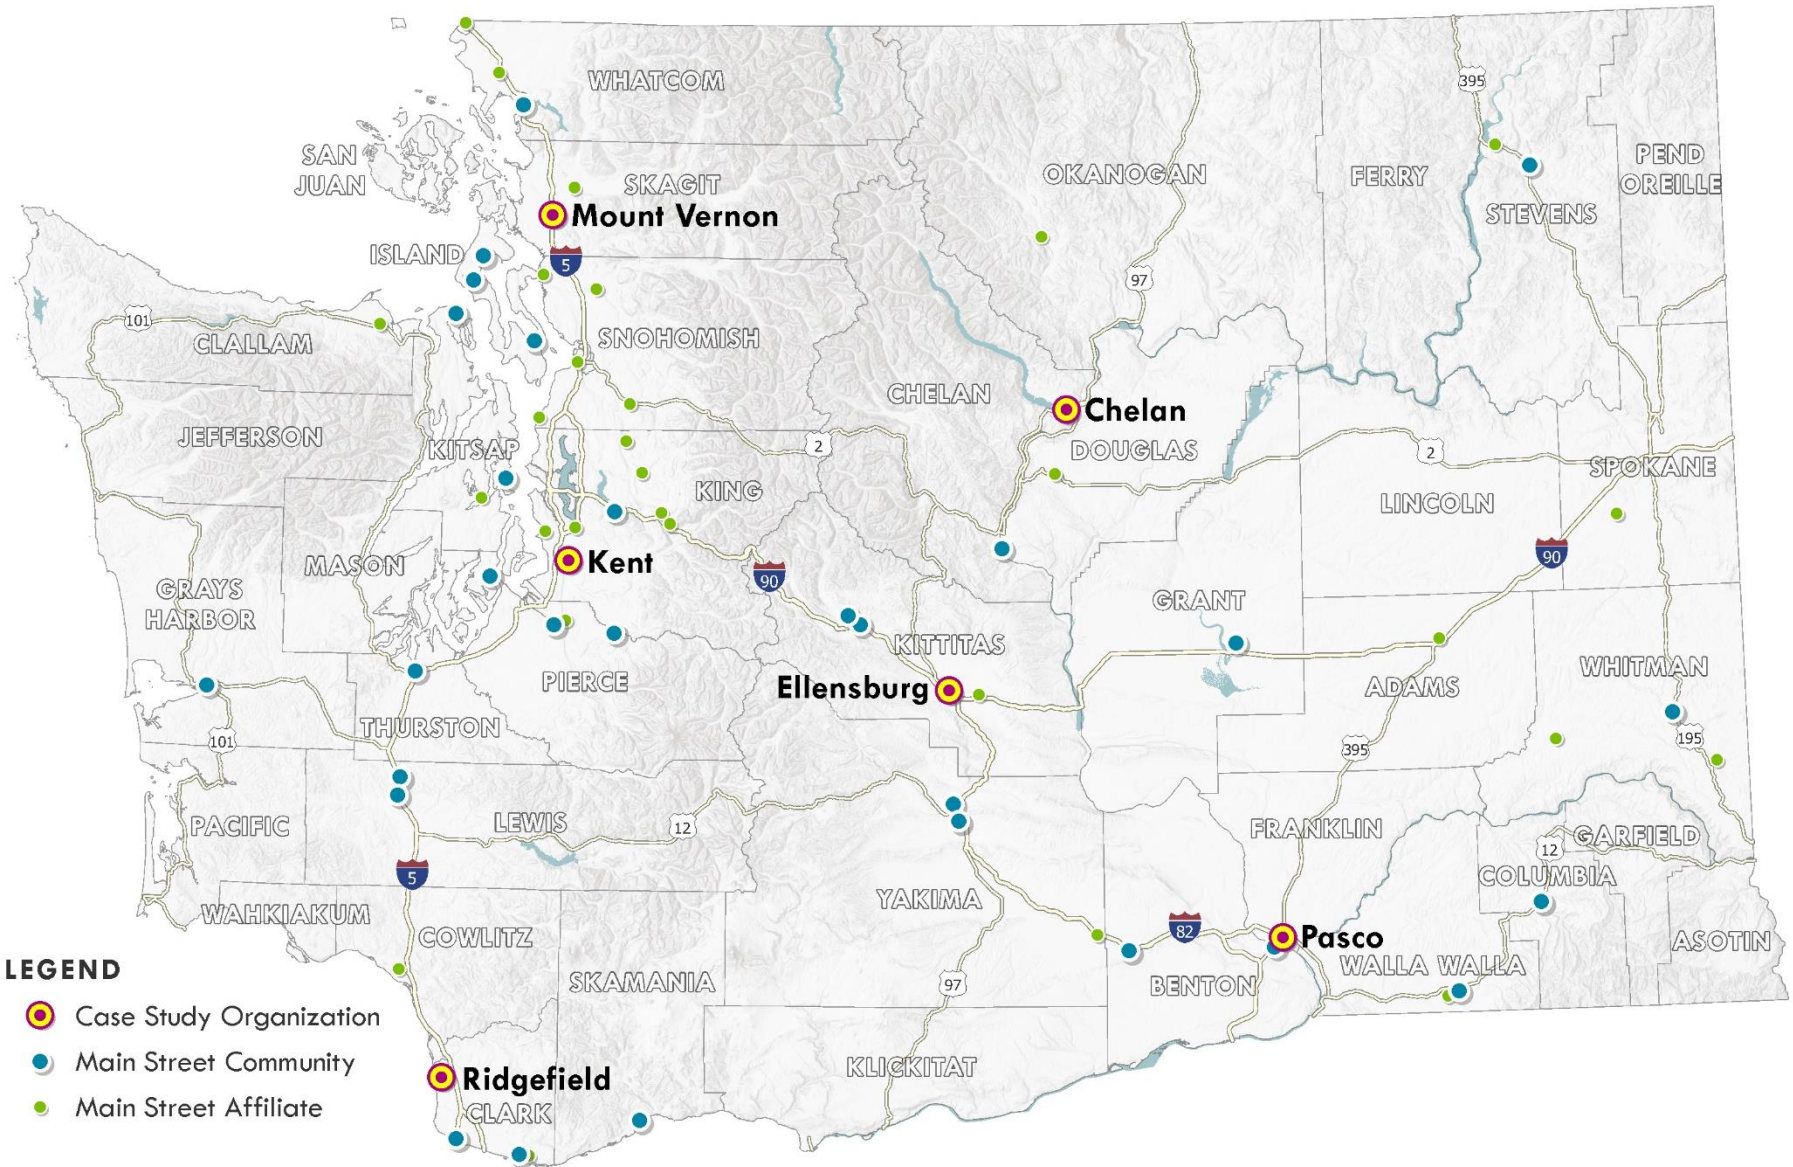 WHATCOM
395
SAN
JUAN
SKAGIT
OKANOGAN
FERRY
PEND
OREILLE
STEVENS
Mount Vernon
ISLAND
5
97
101
CLALLAM
SNOHOMISH
CHELAN
Chelan
JEFFERSON
KITSAP
2
DOUGLAS
2
SPOKANE
KING
LINCOLN
MASON
Kent
90
90
GRAYS
HARBOR
GRANT
KITTITAS
WHITMAN
PIERCE
Ellensburg
ADAMS
THURSTON
101
395
195
PACIFIC
LEWIS
12
FRANKLIN
GARFIELD
12
COLUMBIA
5
YAKIMA
WAHKIAKUM
COWLITZ
82
Pasco
ASOTIN
WALLA WALLA
SKAMANIA
97
BENTON
KLICKITAT
Ridgefield
CLARK
LEGEND
Case Study Organization
Main Street Community
Main Street Affiliate